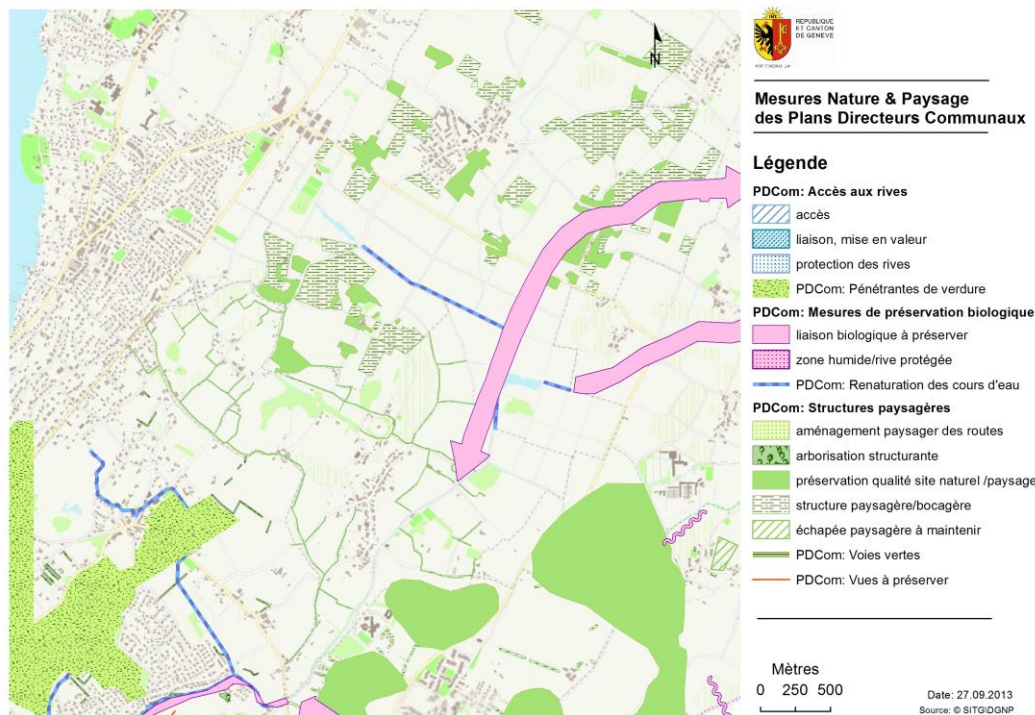 N
REPUBLIQUE
ET CANTON
DE GENEVE
Mesures Nature & Paysage
des Plans Directeurs Communaux
Légende
PDCom: Accès aux rives
accès
liaison, mise en valeur
protection des rives
PDCom: Pénétrantes de verdure
PDCom: Mesures de préservation biologique
liaison biologique à préserver
zone humide/rive protégée
PDCom: Renaturation des cours d'eau
PDCom: Structures paysagères
aménagement paysager des routes
arborisation structurante
préservation qualité site naturel /paysage
structure paysagère/bocagère
échapée paysagère à maintenir
PDCom: Voies vertes
PDCom: Vues à préserver
Mètres
0 250 500
Date: 27.09.2013
Source: © SITG\DGNP